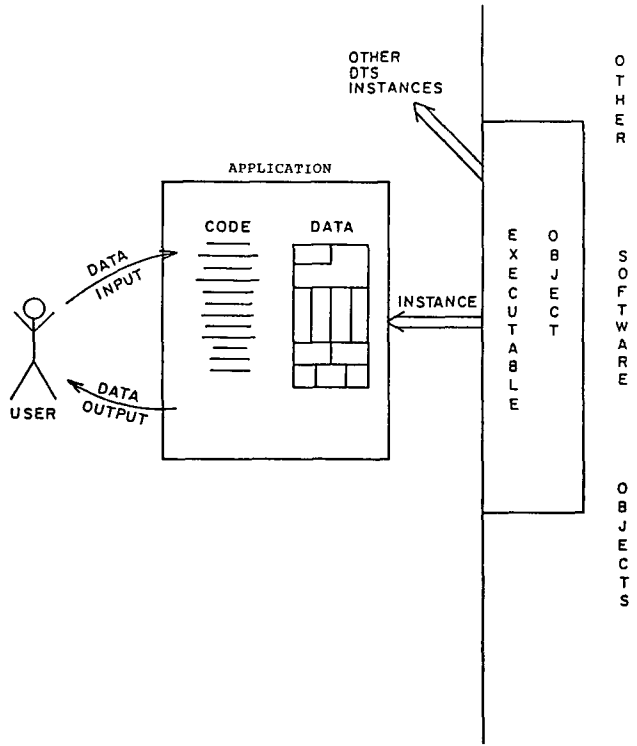 OTHER
DTS
INSTANCES
APPLICATION
CODE
DATA
DATA
INPUT
USER
DATA
OUTPUT
INSTANCE
EXECUTABLE
OBJECT
OTHER
SOFTWARE
OBJECTS